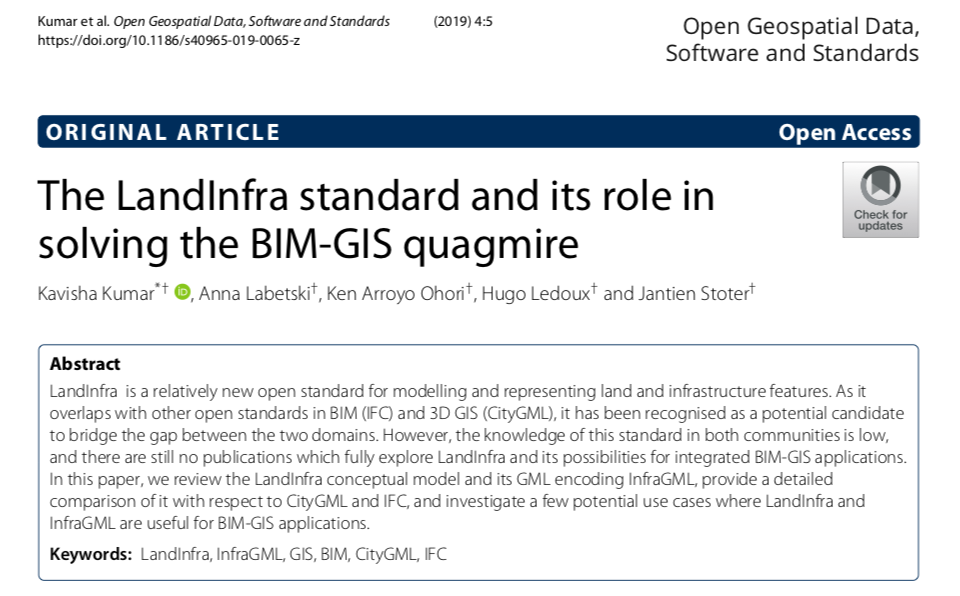 Kumar et al. Open Geospatial Data, Software and Standards (2019) 4:5
https://doi.org/10.1186/s40965-019-0065-z
Open Geospatial Data,
Software and Standards
ORIGINAL ARTICLE Open Access
The LandInfra standard and its role in
solving the BIM-GIS quagmire
Check for
updates
Kavisha Kumar*† iD, Anna Labetski†, Ken Arroyo Ohori†, Hugo Ledoux† and Jantien Stoter†
Abstract
LandInfra is a relatively new open standard for modelling and representing land and infrastructure features. As it
overlaps with other open standards in BIM (IFC) and 3D GIS (CityGML), it has been recognised as a potential candidate
to bridge the gap between the two domains. However, the knowledge of this standard in both communities is low,
and there are still no publications which fully explore LandInfra and its possibilities for integrated BIM-GIS applications.
In this paper, we review the LandInfra conceptual model and its GML encoding InfraGML, provide a detailed
comparison of it with respect to CityGML and IFC, and investigate a few potential use cases where LandInfra and
InfraGML are useful for BIM-GIS applications.
Keywords: LandInfra, InfraGML, GIS, BIM, CityGML, IFC